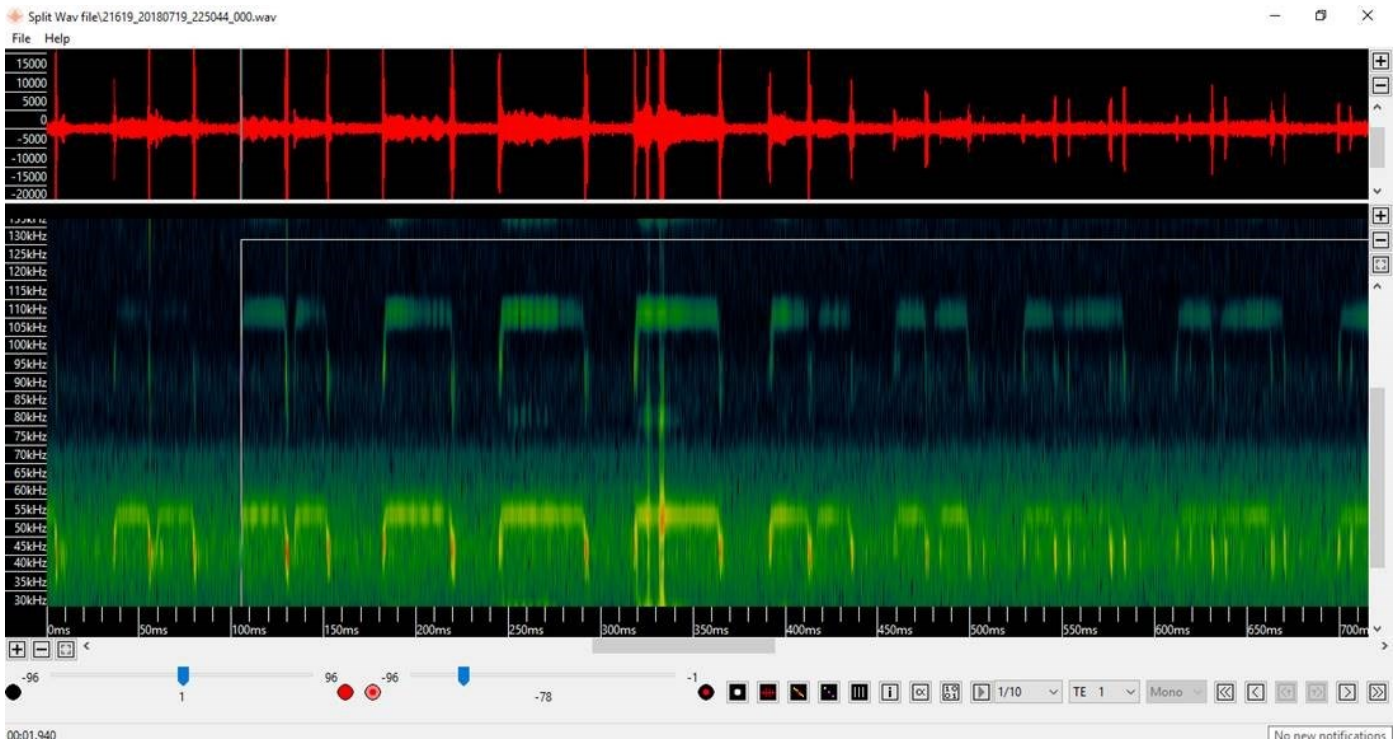 Split Wav file\21619_20180719_225044_000.wav
File Help
15000
10000
5000
0
-5000
-10000
-15000
-20000
135kHz
130kHz
125kHz
120kHz
115kHz
110kHz
105kHz
100kHz
95kHz
90kHz
85kHz
80kHz
75kHz
70kHz
65kHz
60kHz
55kHz
50kHz
45kHz
40kHz
35kHz
30kHz
0ms 50ms 100ms 150ms 200ms 250ms 300ms 350ms 400ms 450ms 500ms 550ms 600ms 650ms 700m
-96 96 -96 -1
1 -78
1/10 TE 1 Mono
00:01.940 No new notifications